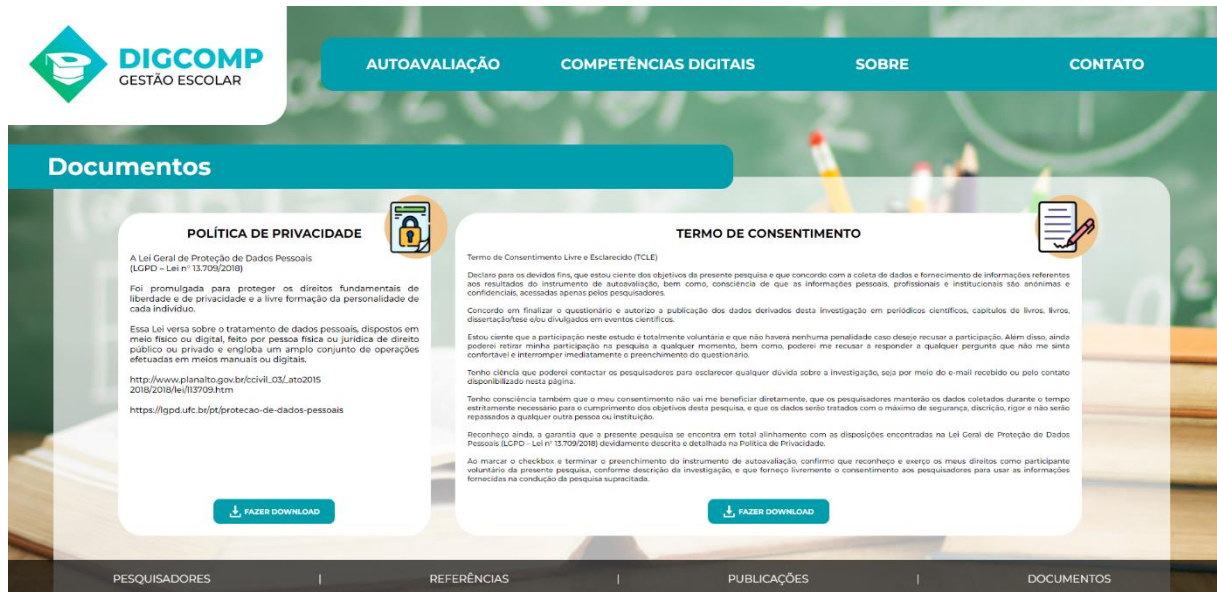 DIGCOMP
GESTÃO ESCOLAR
AUTOAVALIAÇÃO
COMPETÊNCIAS DIGITAIS
SOBRE
CONTATO
Documentos
POLÍTICA DE PRIVACIDADE
A Lei Geral de Proteção de Dados Pessoais
(LGPD – Lei n° 13.709/2018)
Foi promulgada para proteger os direitos fundamentais de
liberdade e de privacidade e a livre formação da personalidade de
cada indivíduo.
Essa Lei versa sobre o tratamento de dados pessoais, dispostos em
meio físico ou digital, feito por pessoa física ou jurídica de direito
público ou privado e engloba um amplo conjunto de operações
efetuadas em meios manuais ou digitais.
http://www.planalto.gov.br/ccivil_03/_ato2015
2018/2018/lei/l13709.htm
https://lgpd.ufc.br/pt/protecao-de-dados-pessoais
FAZER DOWNLOAD
TERMO DE CONSENTIMENTO
Termo de Consentimento Livre e Esclarecido (TCLE)
Declaro para os devidos fins, que estou ciente dos objetivos da presente pesquisa e que concordo com a coleta de dados e fornecimento de informações referentes
aos resultados do instrumento de autoavaliação, bem como, consciência de que as informações pessoais, profissionais e institucionais são anónimas e
confidenciais, acessadas apenas pelos pesquisadores.
Concordo em finalizar o questionário e autorizo a publicação dos dados derivados desta investigação em periódicos científicos, capítulos de livros, livros,
dissertação/tese e/ou divulgados em eventos científicos.
Estou ciente que a participação neste estudo é totalmente voluntária e que não haverá nenhuma penalidade caso deseje recusar a participação. Além disso, ainda
poderei retirar minha participação na pesquisa a qualquer momento, bem como, poderei me recusar a responder a qualquer pergunta que não me sinta
confortável e interromper imediatamente o preenchimento do questionário.
Tenho ciência que poderei contactar os pesquisadores para esclarecer qualquer dúvida sobre a investigação, seja por meio do e-mail recebido ou pelo contato
disponibilizado nesta página.
Tenho consciência também que o meu consentimento não vai me beneficiar diretamente, que os pesquisadores manterão os dados coletados durante o tempo
estritamente necessário para o cumprimento dos objetivos desta pesquisa, e que os dados serão tratados com o máximo de segurança, discrição, rigor e não serão
repassados a qualquer outra pessoa ou instituição.
Reconheço ainda, a garantia que a presente pesquisa se encontra em total alinhamento com as disposições encontradas na Lei Geral de Proteção de Dados
Pessoais (LGPD – Lei n° 13.709/2018) devidamente descrita e detalhada na Política de Privacidade.
Ao marcar o checkbox e terminar o preenchimento do instrumento de autoavaliação, confirmo que reconheço e exerço os meus direitos como participante
voluntário da presente pesquisa, conforme descrição da investigação, e que forneço livremente o consentimento aos pesquisadores para usar as informações
fornecidas na condução da pesquisa supracitada.
FAZER DOWNLOAD
PESQUISADORES | REFERÊNCIAS | PUBLICAÇÕES | DOCUMENTOS